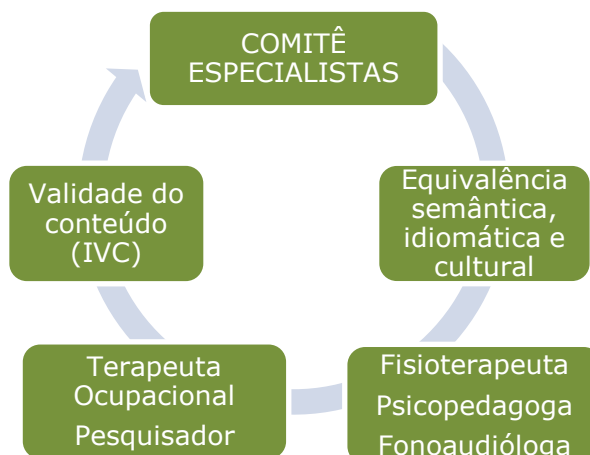 COMITÊ
ESPECIALISTAS
Equivalência
semântica,
idiomática e
cultural
Fisioterapeuta
Psicopedagoga
Fonoaudióloga
Terapeuta
Ocupacional
Pesquisador
Validade do
conteúdo
(IVC)